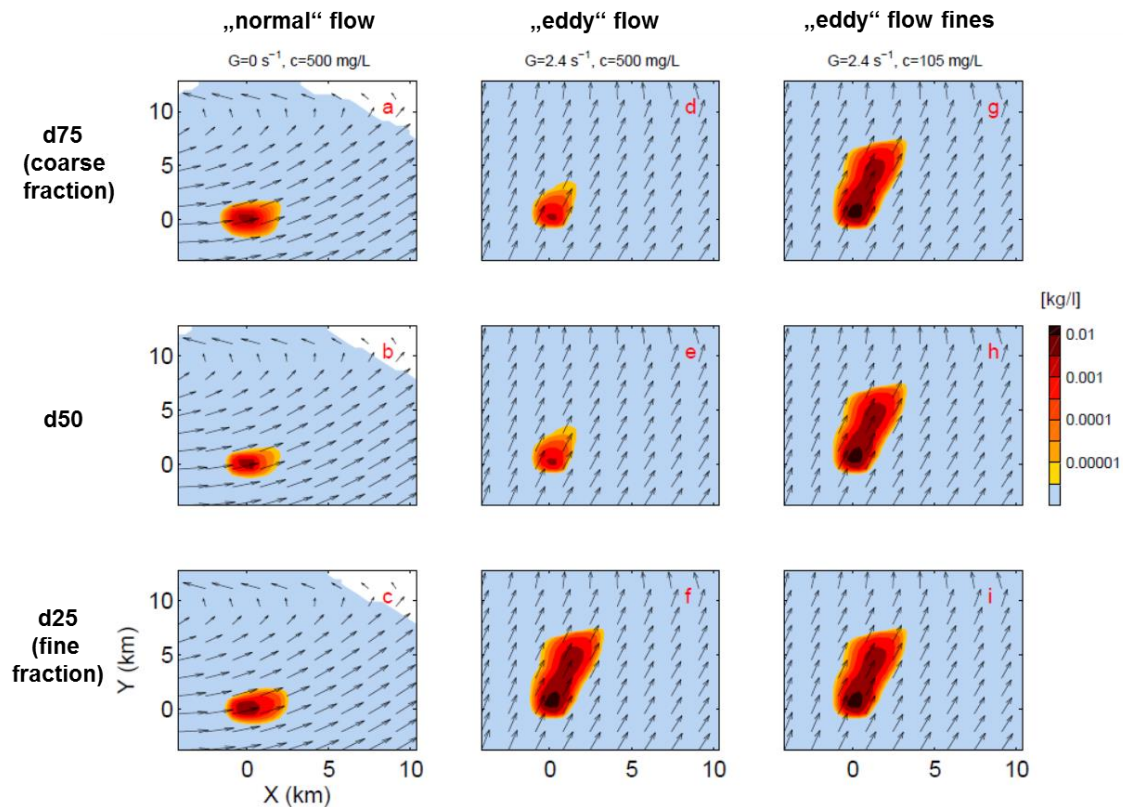 „normal“ flow
„eddy“ flow
„eddy“ flow fines
G=0 s⁻¹, c=500 mg/L
G=2.4 s⁻¹, c=500 mg/L
G=2.4 s⁻¹, c=105 mg/L
d75
(coarse
fraction)
10
5
0
a
d
g
d50
10
5
0
b
e
h
[kg/l]
0.01
0.001
0.0001
0.00001
d25
(fine
fraction)
Y (km)
10
5
0
c
f
i
0
5
10
0
5
10
0
5
10
X (km)